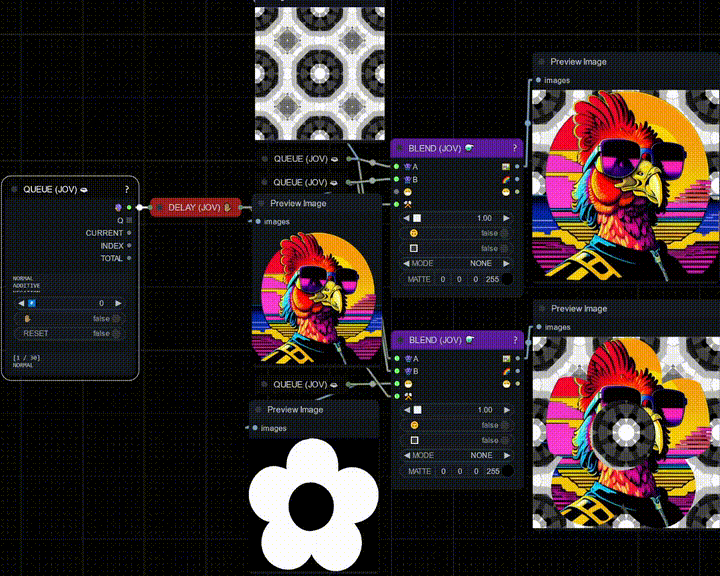 QUEUE (JOV)
?
Q
CURRENT
INDEX
TOTAL
NORMAL
ADDITIVE
0
false
RESET false
[1 / 30]
NORMAL
DELAY (JOV)
QUEUE (JOV)
QUEUE (JOV)
Preview Image
images
QUEUE (JOV)
Preview Image
images
BLEND (JOV) ?
A
B
1.00
false
false
MODE NONE
MATTE 0 0 0 255
BLEND (JOV) ?
A
B
1.00
false
false
MODE NONE
MATTE 0 0 0 255
Preview Image
images
Preview Image
images